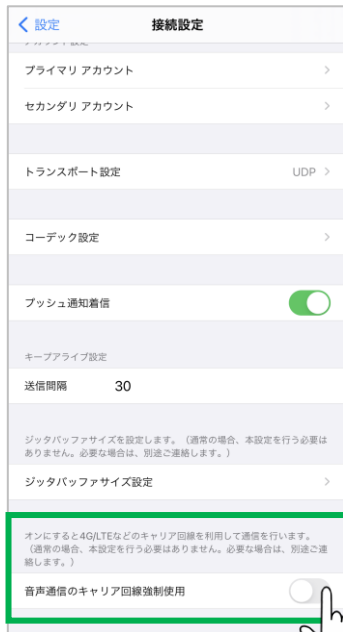 設定
接続設定
アカウント設定
プライマリ アカウント
セカンダリ アカウント
トランスポート設定
UDP
コーデック設定
プッシュ通知着信
キープアライブ設定
送信間隔
30
ジッタバッファサイズを設定します。（通常の場合、本設定を行う必要は
ありません。必要な場合は、別途ご連絡します。）
ジッタバッファサイズ設定
オンにすると4G/LTEなどのキャリア回線を利用して通信を行います。
（通常の場合、本設定を行う必要はありません。必要な場合は、別途ご連
絡します。）
音声通信のキャリア回線強制使用